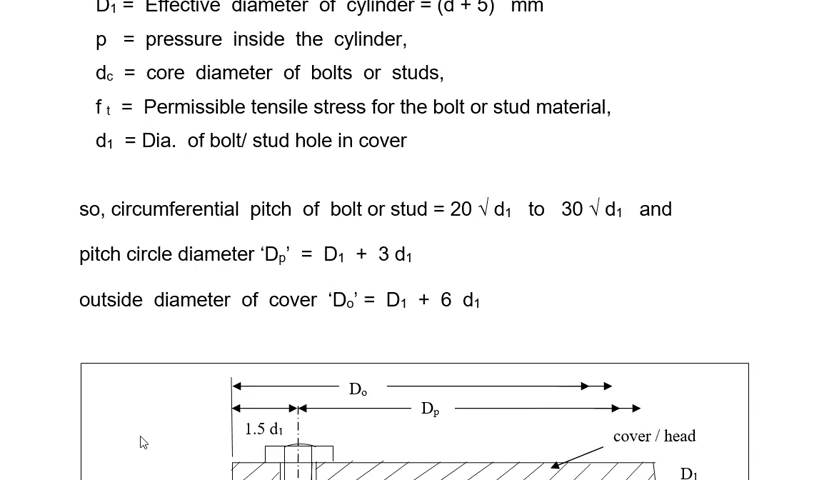 D₁ = Effective diameter of cylinder = (d + 5) mm
p = pressure inside the cylinder,
dc = core diameter of bolts or studs,
f t = Permissible tensile stress for the bolt or stud material,
d₁ = Dia. of bolt/ stud hole in cover
so, circumferential pitch of bolt or stud = 20 √ d₁ to 30 √ d₁ and
pitch circle diameter ‘Dp’ = D₁ + 3 d₁
outside diameter of cover ‘Do’ = D₁ + 6 d₁
Do
Dp
1.5 d₁
cover / head
D₁